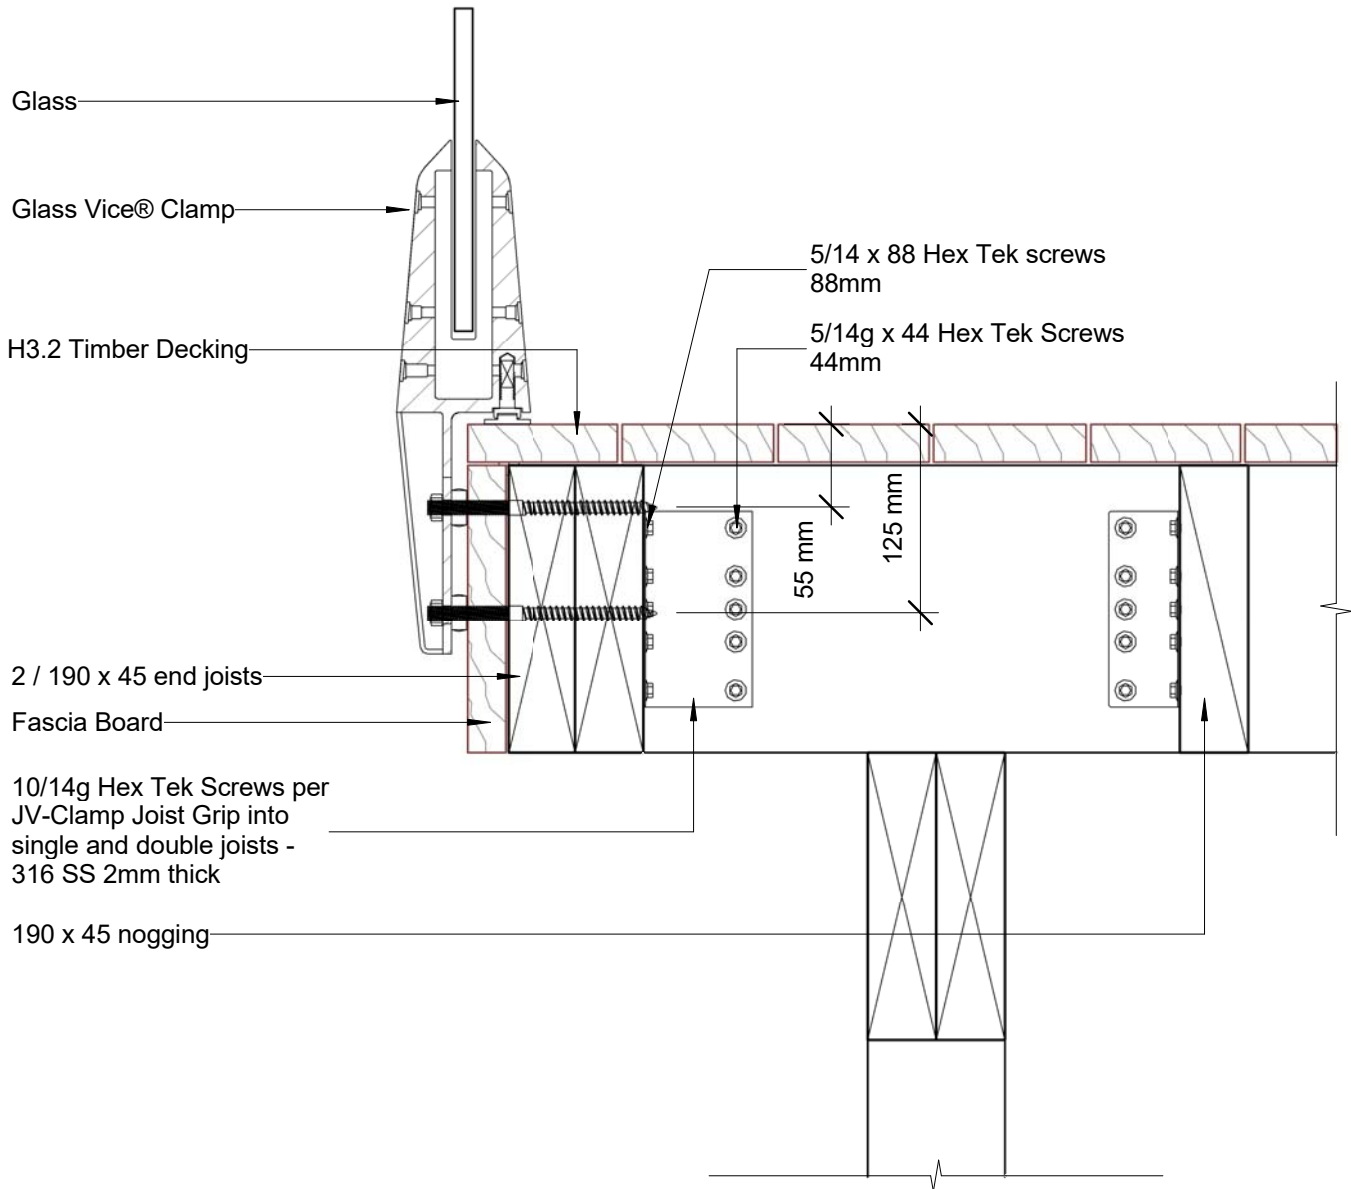 Glass
Glass Vice® Clamp
5/14 x 88 Hex Tek screws
88mm
5/14g x 44 Hex Tek Screws
44mm
H3.2 Timber Decking
55 mm
125 mm
2 / 190 x 45 end joists
Fascia Board
10/14g Hex Tek Screws per
JV-Clamp Joist Grip into
single and double joists -
316 SS 2mm thick
190 x 45 nogging